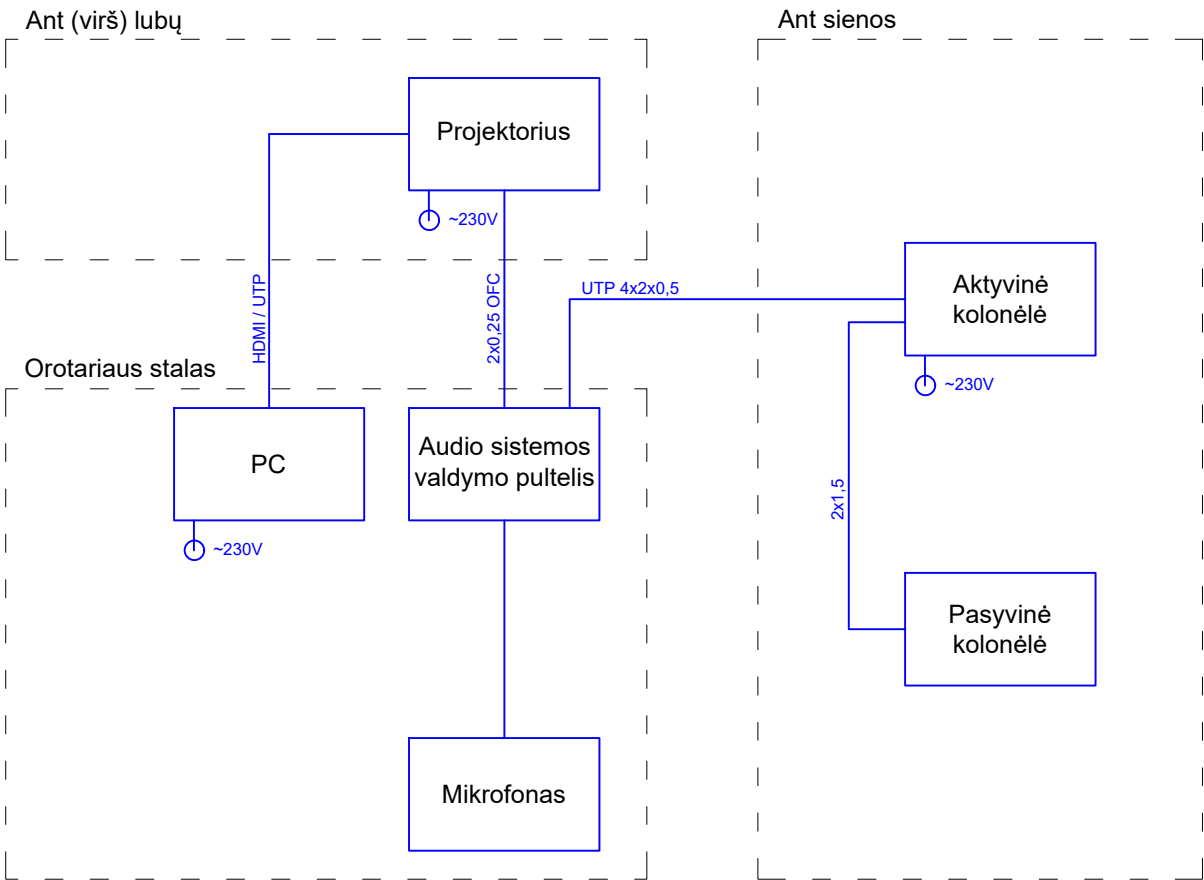 Ant (virš) lubų
Projektorius
~230V
HDMI / UTP
2x0,25 OFC
Orotariaus stalas
PC
~230V
Audio sistemos
valdymo pultelis
Mikrofonas
Ant sienos
UTP 4x2x0,5
Aktyvinė
kolonėlė
~230V
2x1,5
Pasyvinė
kolonėlė